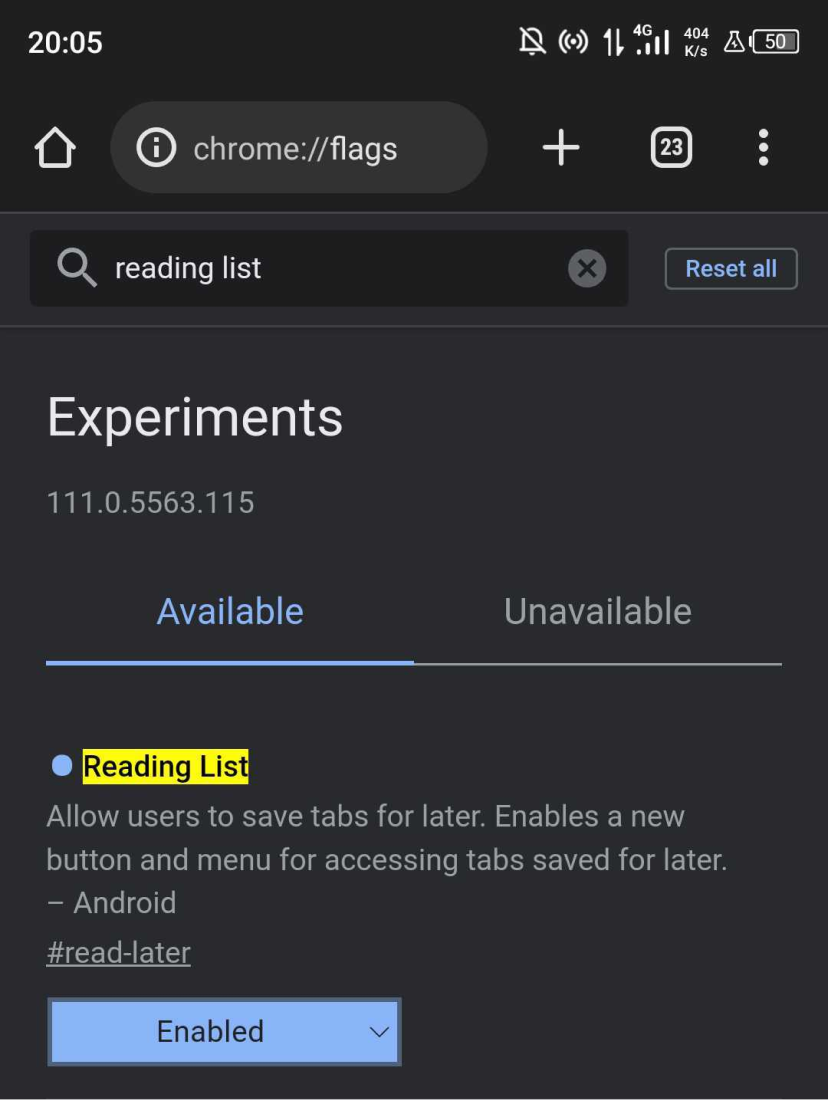 20:05 4G 404 K/s 50
chrome://flags 23
reading list Reset all
Experiments
111.0.5563.115
Available Unavailable
Reading List
Allow users to save tabs for later. Enables a new
button and menu for accessing tabs saved for later.
– Android
#read-later
Enabled